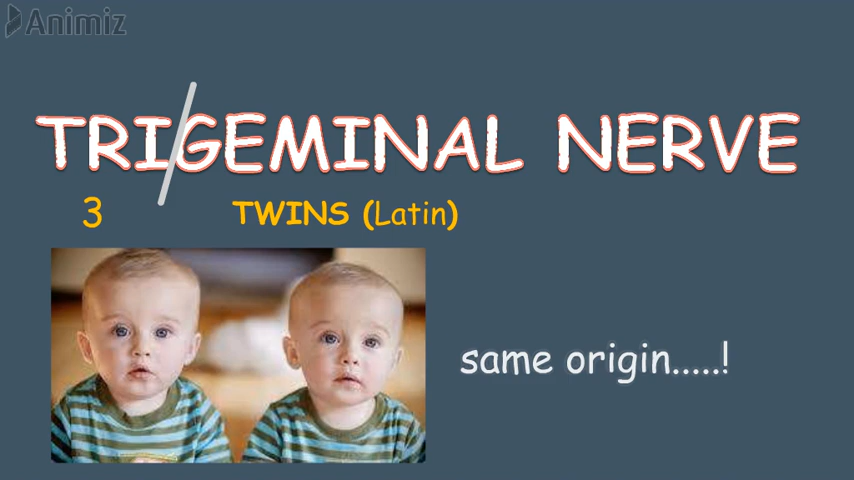 Animiz
TRIGEMINAL NERVE
3 TWINS (Latin)
same origin.....!